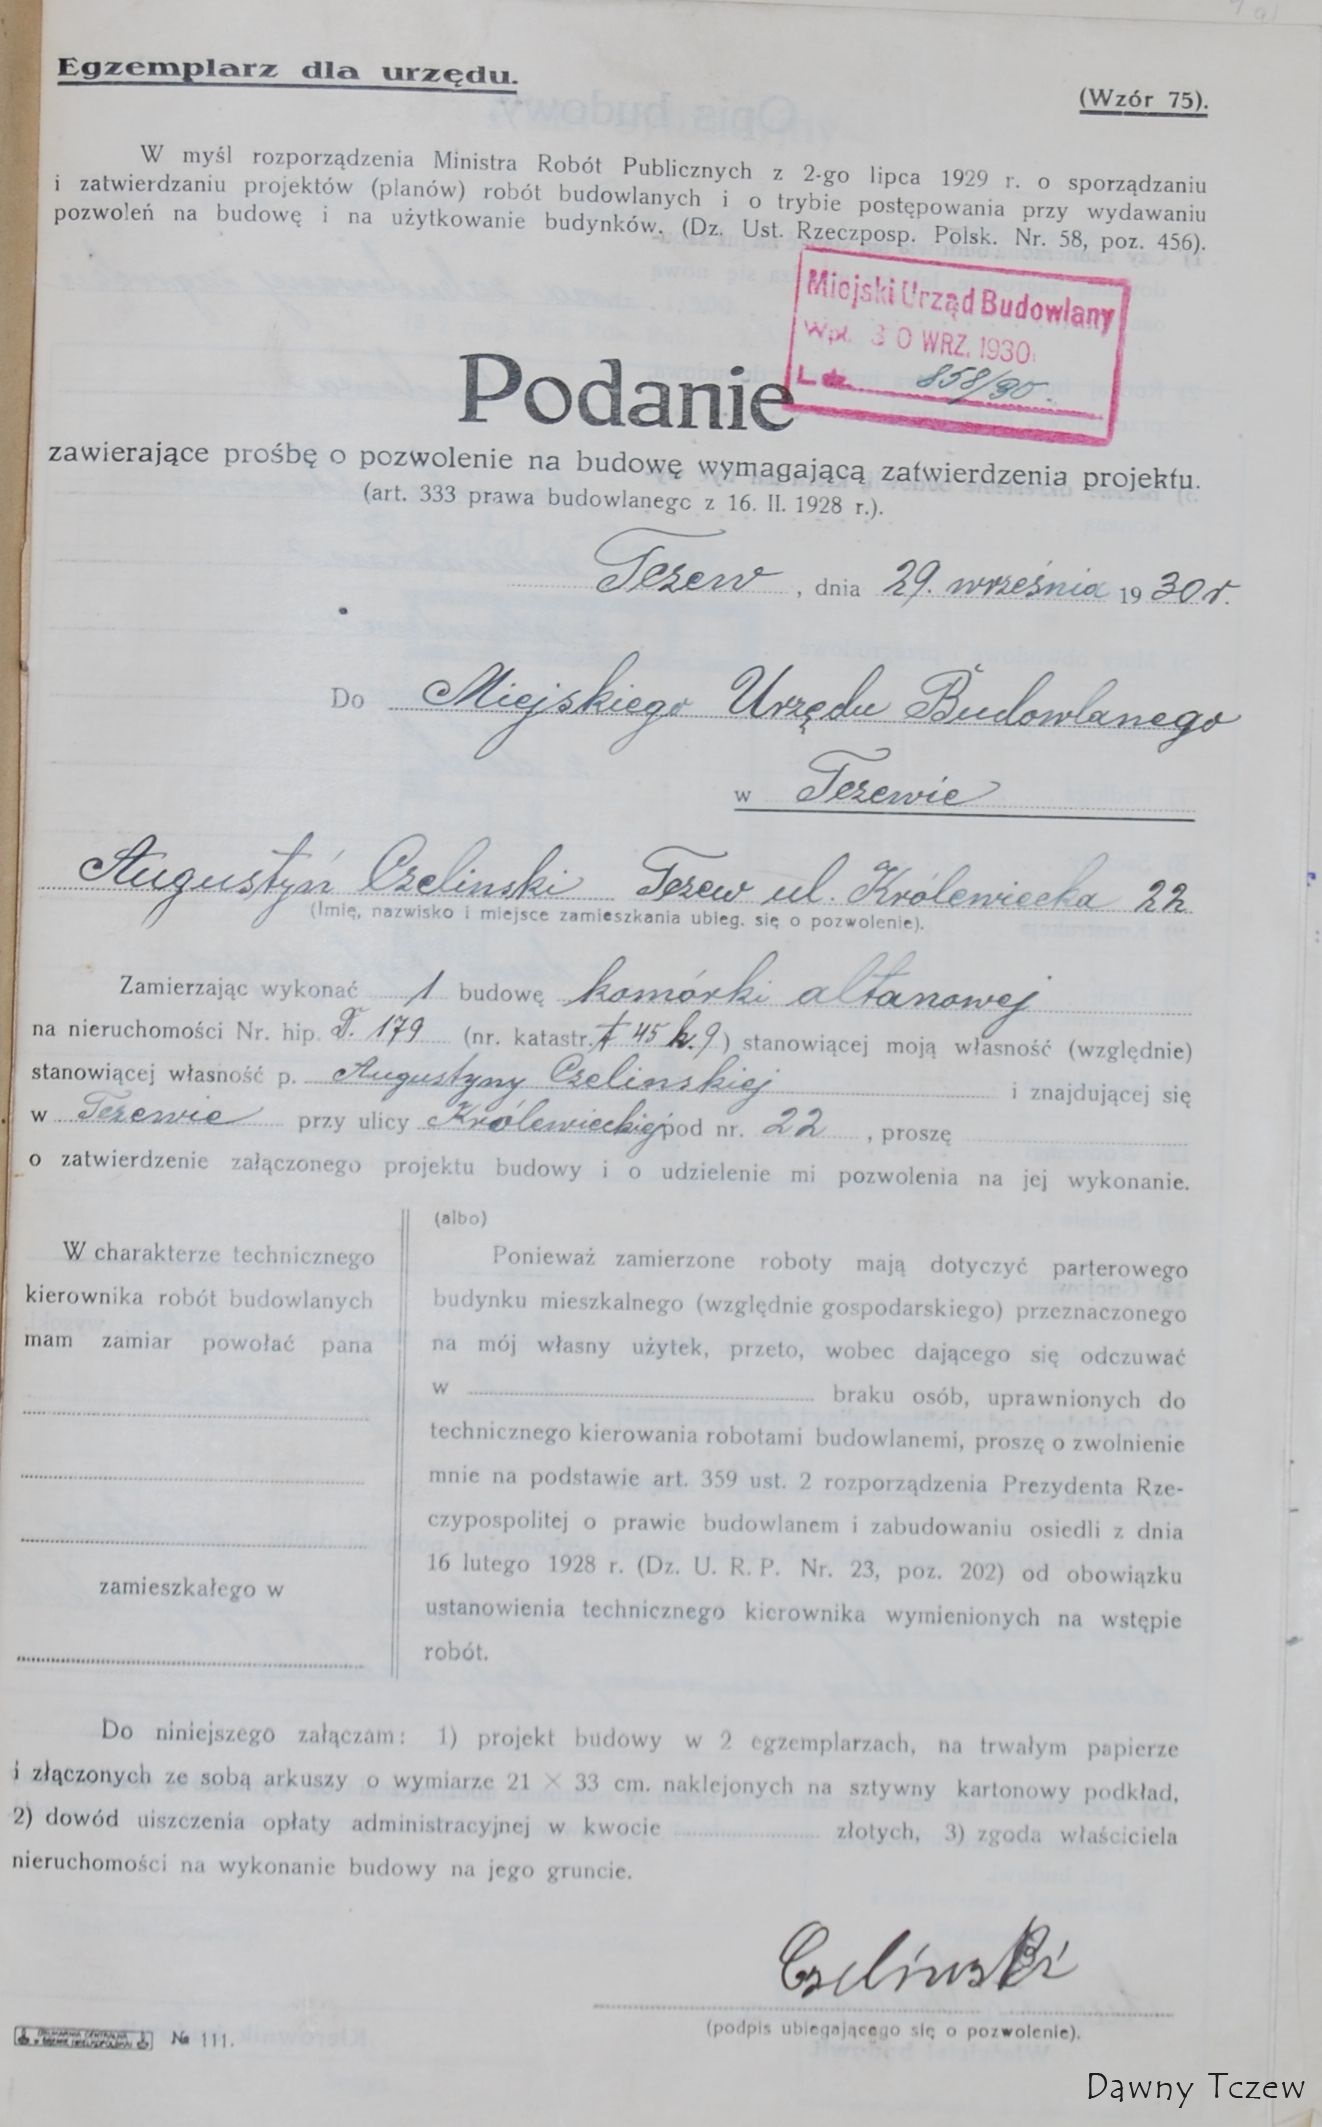 Egzemplarz dla urzędu.
(Wzór 75).
W myśl rozporządzenia Ministra Robót Publicznych z 2-go lipca 1929 r. o sporządzaniu
i zatwierdzaniu projektów (planów) robót budowlanych i o trybie postępowania przy wydawaniu
pozwoleń na budowę i na użytkowanie budynków. (Dz. Ust. Rzeczposp. Polsk. Nr. 58, poz. 456).
Miejski Urząd Budowlany
Wpł. 30 WRZ. 1930
L. dz. 858/30.
Podanie
zawierające prośbę o pozwolenie na budowę wymagającą zatwierdzenia projektu.
(art. 333 prawa budowlanego z 16. II. 1928 r.).
Tczew, dnia 29. września 1930 r.
Do Miejskiego Urzędu Budowlanego
w Tczewie
Augustyń Czelinski Tczew ul. Królewiecka 22
(Imię, nazwisko i miejsce zamieszkania ubieg. się o pozwolenie).
Zamierzając wykonać 1 budowę komórki altanowej
na nieruchomości Nr. hip. T. 179 (nr. katastr. t 45 k. 9) stanowiącej moją własność (względnie)
stanowiącej własność p. Augustyny Czelinskiej i znajdującej się
w Tczewie przy ulicy Królewieckiej pod nr. 22, proszę
o zatwierdzenie załączonego projektu budowy i o udzielenie mi pozwolenia na jej wykonanie.
W charakterze technicznego
kierownika robót budowlanych
mam zamiar powołać pana
zamieszkałego w
(albo)
Ponieważ zamierzone roboty mają dotyczyć parterowego
budynku mieszkalnego (względnie gospodarskiego) przeznaczonego
na mój własny użytek, przeto, wobec dającego się odczuwać
w braku osób, uprawnionych do
technicznego kierowania robotami budowlanemi, proszę o zwolnienie
mnie na podstawie art. 359 ust. 2 rozporządzenia Prezydenta Rze-
czypospolitej o prawie budowlanem i zabudowaniu osiedli z dnia
16 lutego 1928 r. (Dz. U. R. P. Nr. 23, poz. 202) od obowiązku
ustanowienia technicznego kierownika wymienionych na wstępie
robót.
Do niniejszego załączam: 1) projekt budowy w 2 egzemplarzach, na trwałym papierze
i złączonych ze sobą arkuszy o wymiarze 21 × 33 cm. naklejonych na sztywny kartonowy podkład,
2) dowód uiszczenia opłaty administracyjnej w kwocie złotych, 3) zgoda właściciela
nieruchomości na wykonanie budowy na jego gruncie.
Czelinski
(podpis ubiegającego się o pozwolenie).
№ 111.
Dawny Tczew